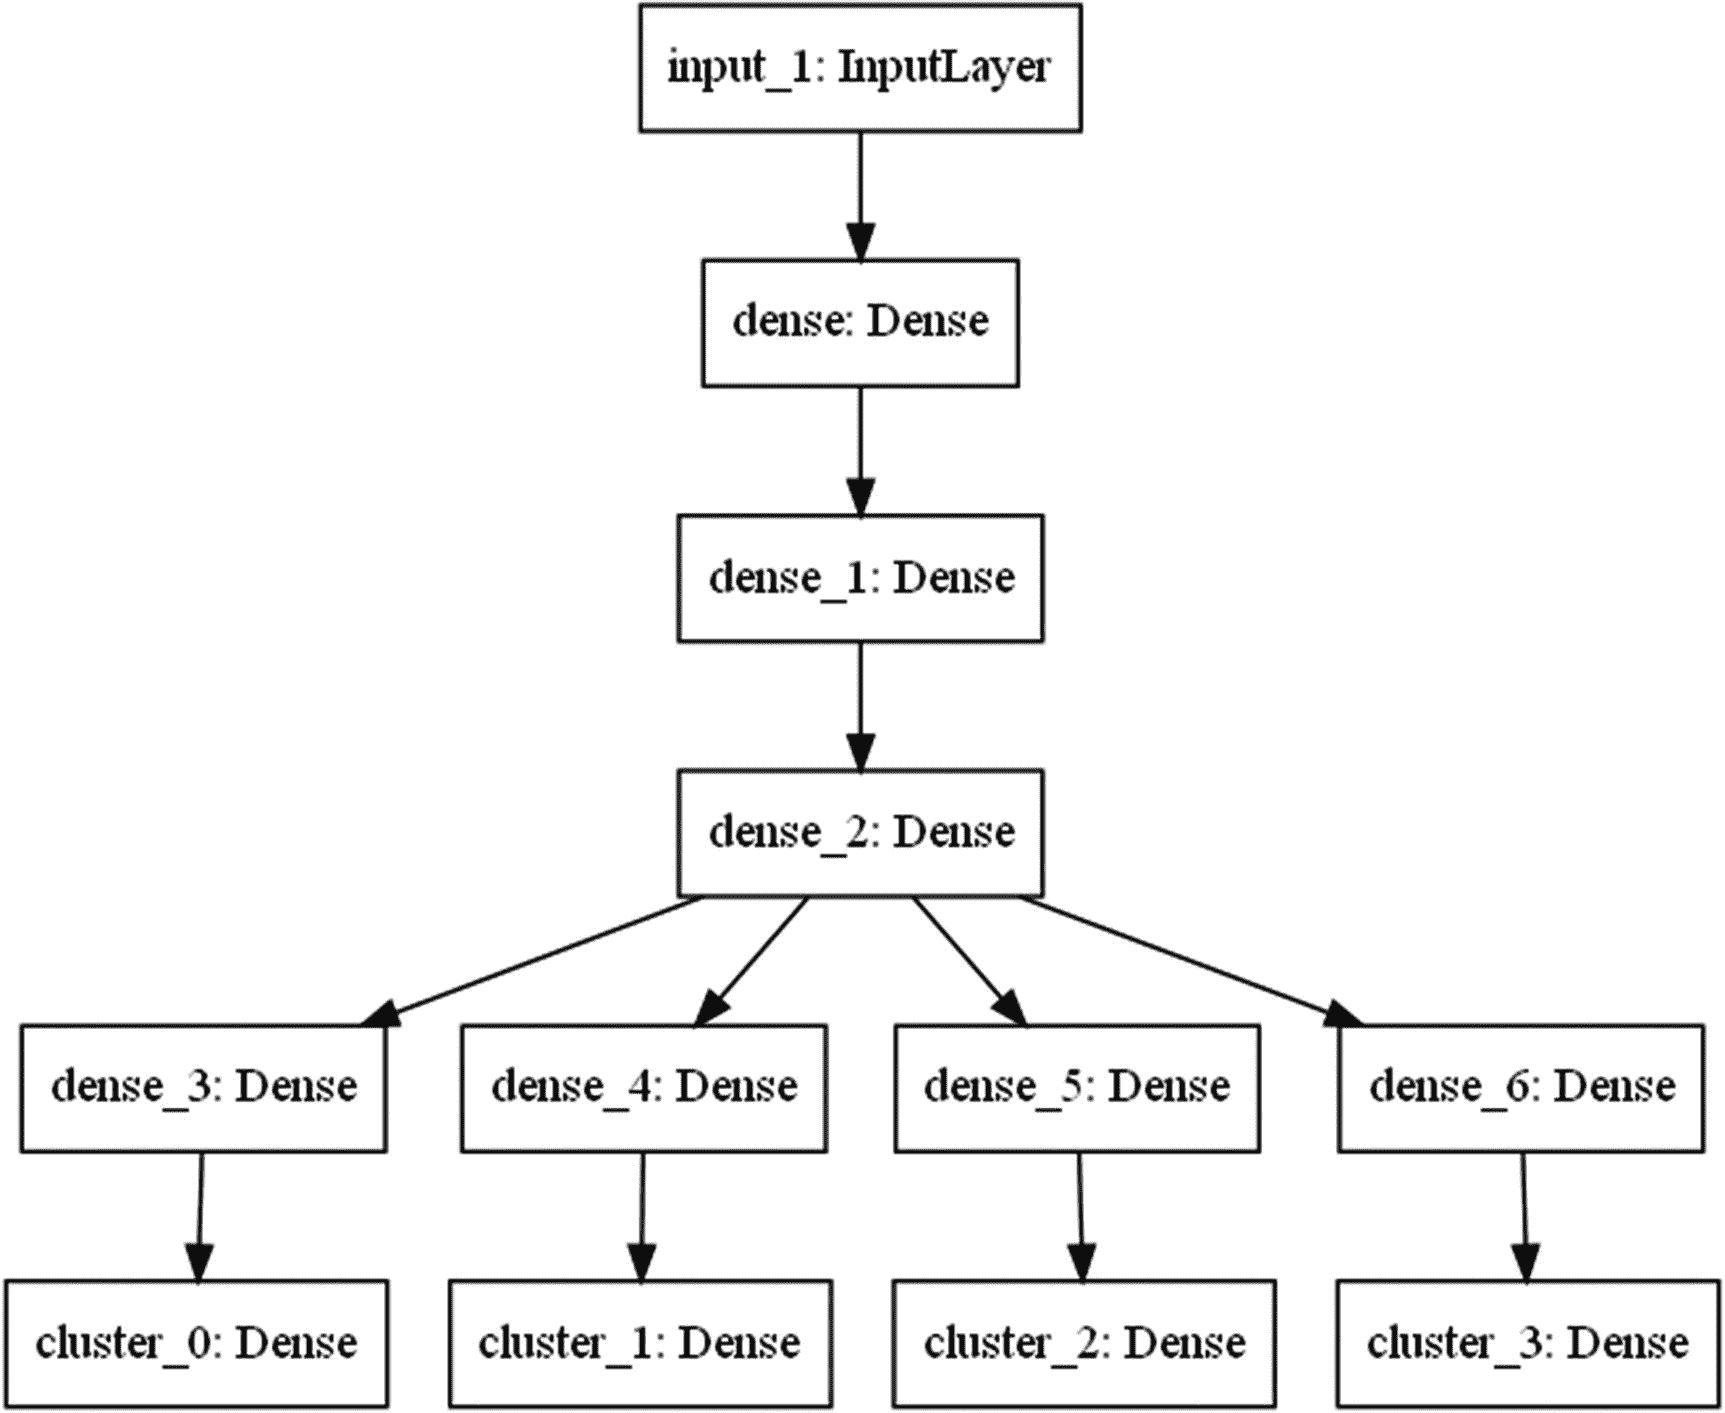 input_1: InputLayer
dense: Dense
dense_1: Dense
dense_2: Dense
dense_3: Dense
dense_4: Dense
dense_5: Dense
dense_6: Dense
cluster_0: Dense
cluster_1: Dense
cluster_2: Dense
cluster_3: Dense